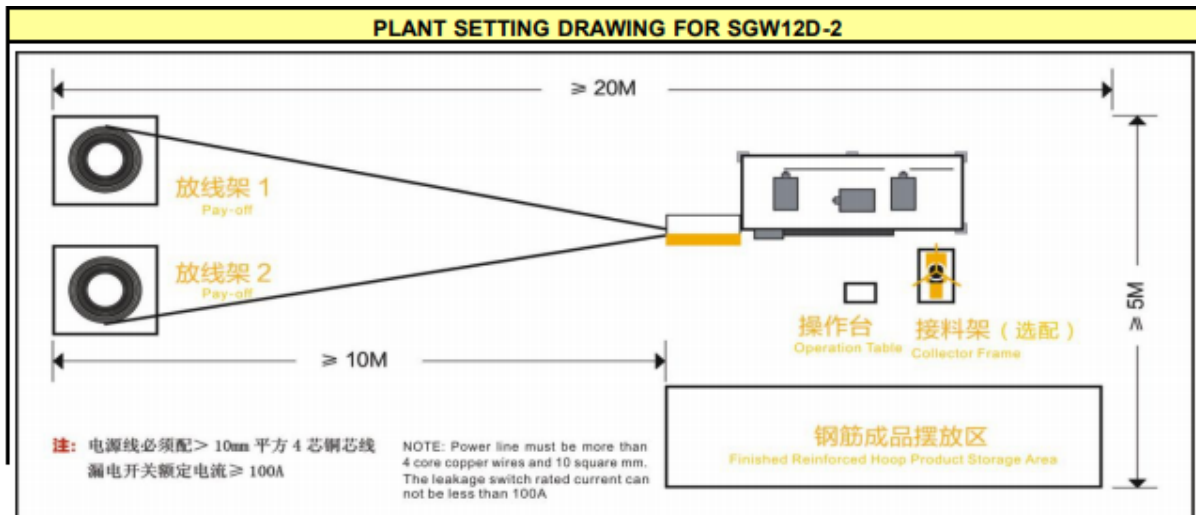 PLANT SETTING DRAWING FOR SGW12D-2
≥ 20M
放线架 1
Pay-off
放线架 2
Pay-off
≥ 5M
操作台
Operation Table
接料架（选配）
Collector Frame
≥ 10M
钢筋成品摆放区
Finished Reinforced Hoop Product Storage Area
注: 电源线必须配> 10mm 平方 4 芯铜芯线
漏电开关额定电流≥ 100A
NOTE: Power line must be more than
4 core copper wires and 10 square mm.
The leakage switch rated current can
not be less than 100A